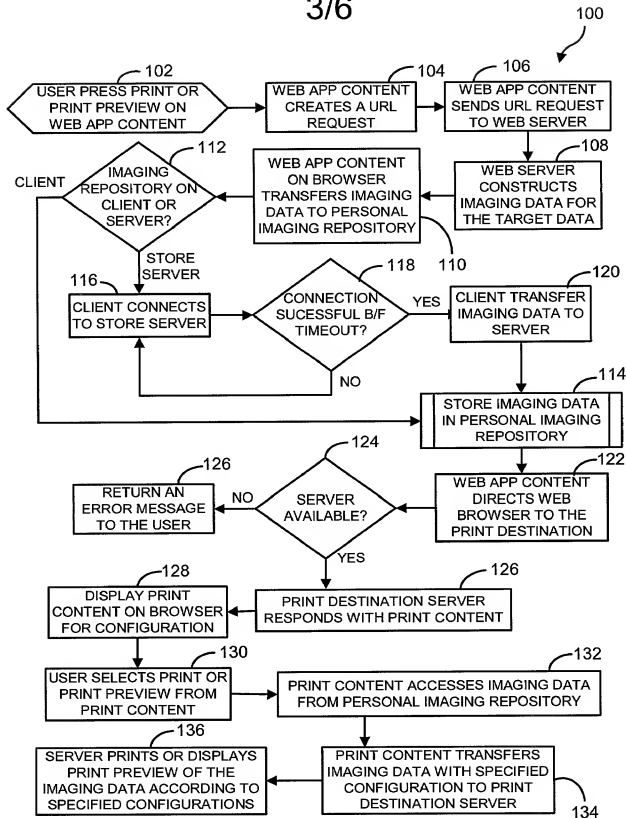 3/6
100
102
USER PRESS PRINT OR
PRINT PREVIEW ON
WEB APP CONTENT
104
WEB APP CONTENT
CREATES A URL
REQUEST
106
WEB APP CONTENT
SENDS URL REQUEST
TO WEB SERVER
108
WEB SERVER
CONSTRUCTS
IMAGING DATA FOR
THE TARGET DATA
WEB APP CONTENT
ON BROWSER
TRANSFERS IMAGING
DATA TO PERSONAL
IMAGING REPOSITORY
110
112
IMAGING
REPOSITORY ON
CLIENT OR
SERVER?
CLIENT
STORE
SERVER
116
CLIENT CONNECTS
TO STORE SERVER
118
CONNECTION
SUCESSFUL B/F
TIMEOUT?
YES
NO
120
CLIENT TRANSFER
IMAGING DATA TO
SERVER
114
STORE IMAGING DATA
IN PERSONAL IMAGING
REPOSITORY
122
WEB APP CONTENT
DIRECTS WEB
BROWSER TO THE
PRINT DESTINATION
124
SERVER
AVAILABLE?
NO
YES
126
RETURN AN
ERROR MESSAGE
TO THE USER
126
PRINT DESTINATION SERVER
RESPONDS WITH PRINT CONTENT
128
DISPLAY PRINT
CONTENT ON BROWSER
FOR CONFIGURATION
130
USER SELECTS PRINT OR
PRINT PREVIEW FROM
PRINT CONTENT
132
PRINT CONTENT ACCESSES IMAGING DATA
FROM PERSONAL IMAGING REPOSITORY
PRINT CONTENT TRANSFERS
IMAGING DATA WITH SPECIFIED
CONFIGURATION TO PRINT
DESTINATION SERVER
134
136
SERVER PRINTS OR DISPLAYS
PRINT PREVIEW OF THE
IMAGING DATA ACCORDING TO
SPECIFIED CONFIGURATIONS